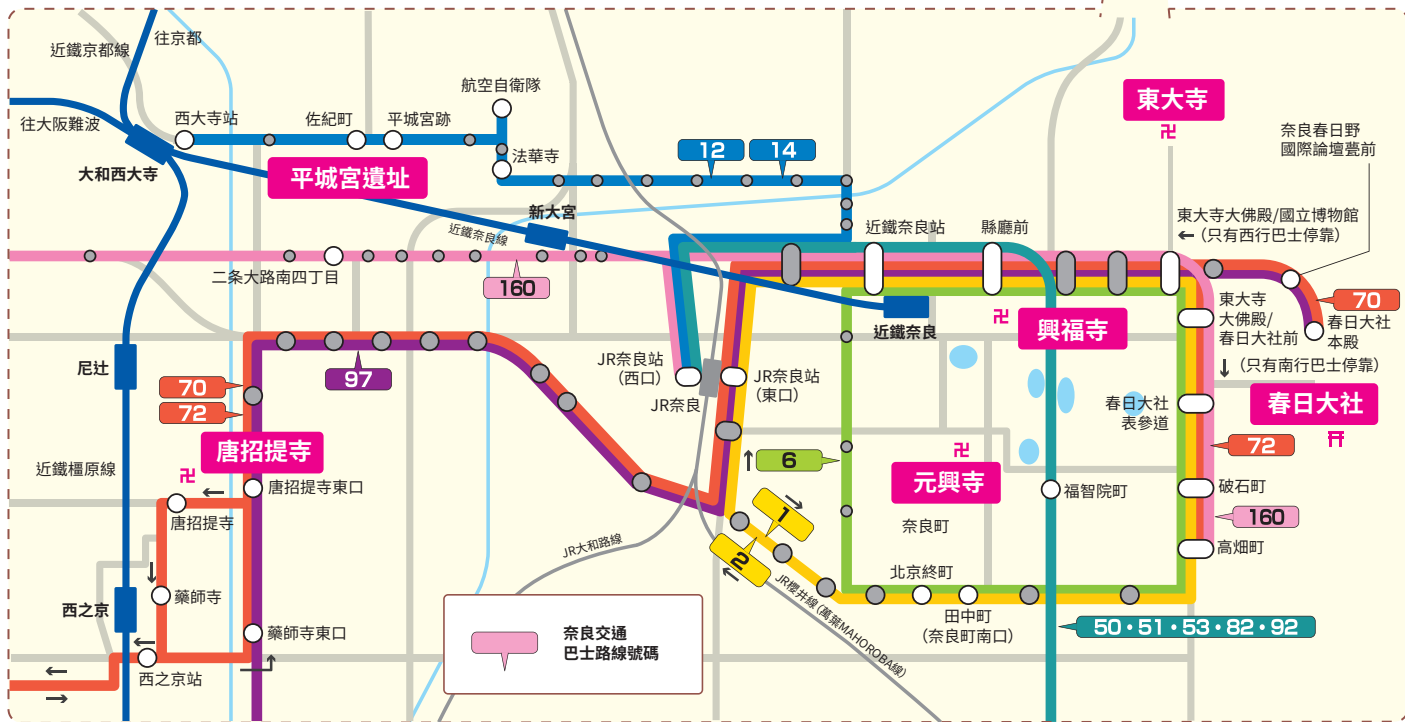 近鐵京都線
往京都
往大阪難波
大和西大寺
西大寺站
佐紀町
平城宮跡
航空自衛隊
法華寺
平城宮遺址
12
14
新大宮
近鐵奈良線
二条大路南四丁目
160
近鐵奈良站
縣廳前
東大寺
卍
奈良春日野
國際論壇甍前
東大寺大佛殿/國立博物館
←（只有西行巴士停靠）
70
東大寺
大佛殿/
春日大社前
春日大社
本殿
↓（只有南行巴士停靠）
近鐵奈良
卍
興福寺
尼辻
70
72
97
JR奈良站
（西口）
JR奈良
JR奈良站
（東口）
春日大社
表參道
春日大社
72
唐招提寺
卍
近鐵橿原線
唐招提寺東口
唐招提寺
6
卍
元興寺
奈良町
福智院町
破石町
160
高畑町
1
2
JR大和路線
JR櫻井線（萬葉MAHOROBA線）
北京終町
田中町
（奈良町南口）
50・51・53・82・92
西之京
藥師寺
藥師寺東口
西之京站
奈良交通
巴士路線號碼